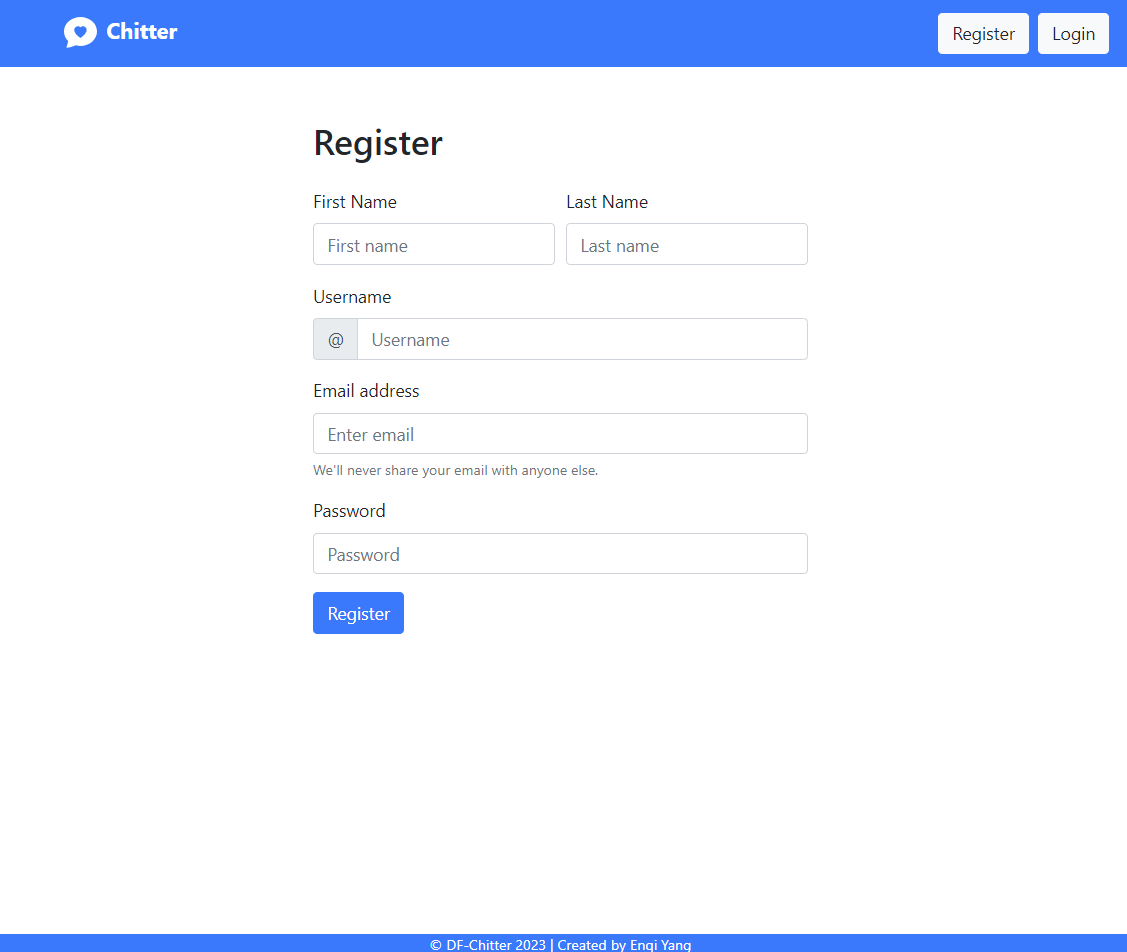 Chitter
Register Login
Register
First Name Last Name
First name Last name
Username
@ Username
Email address
Enter email
We'll never share your email with anyone else.
Password
Password
Register
© DF-Chitter 2023 | Created by Enqi Yang